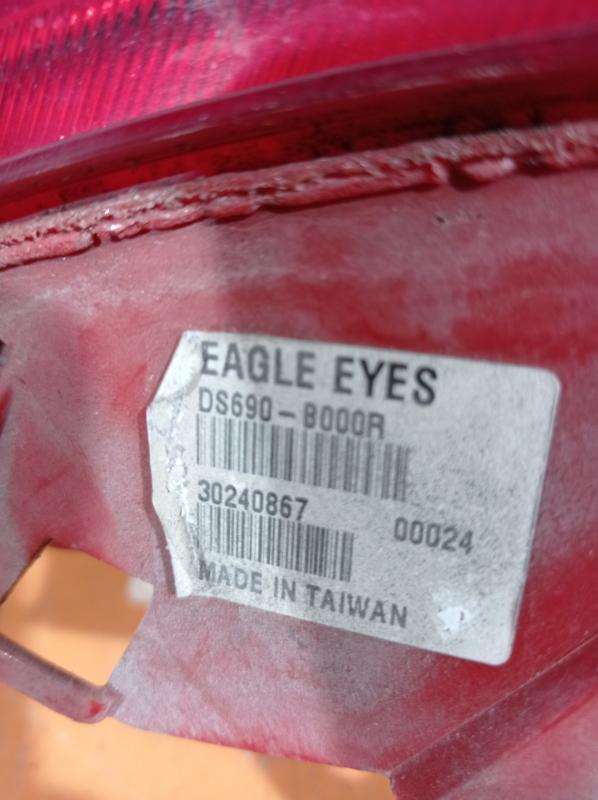 EAGLE EYES
DS690-B000R
30240867
00024
MADE IN TAIWAN